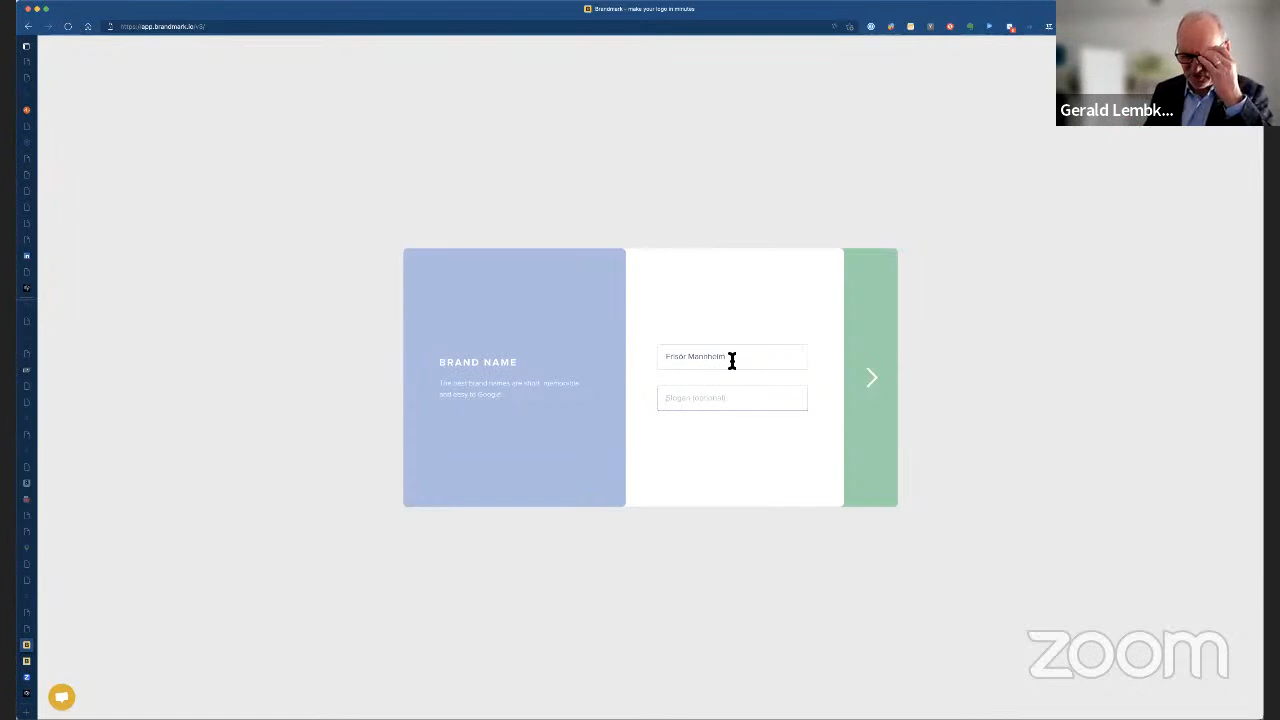 Brandmark - make your logo in minutes
https://app.brandmark.io/v3/
Gerald Lembk...
BRAND NAME
The best brand names are short, memorable
and easy to Google
Frisör Mannheim
Slogan (optional)
zoom